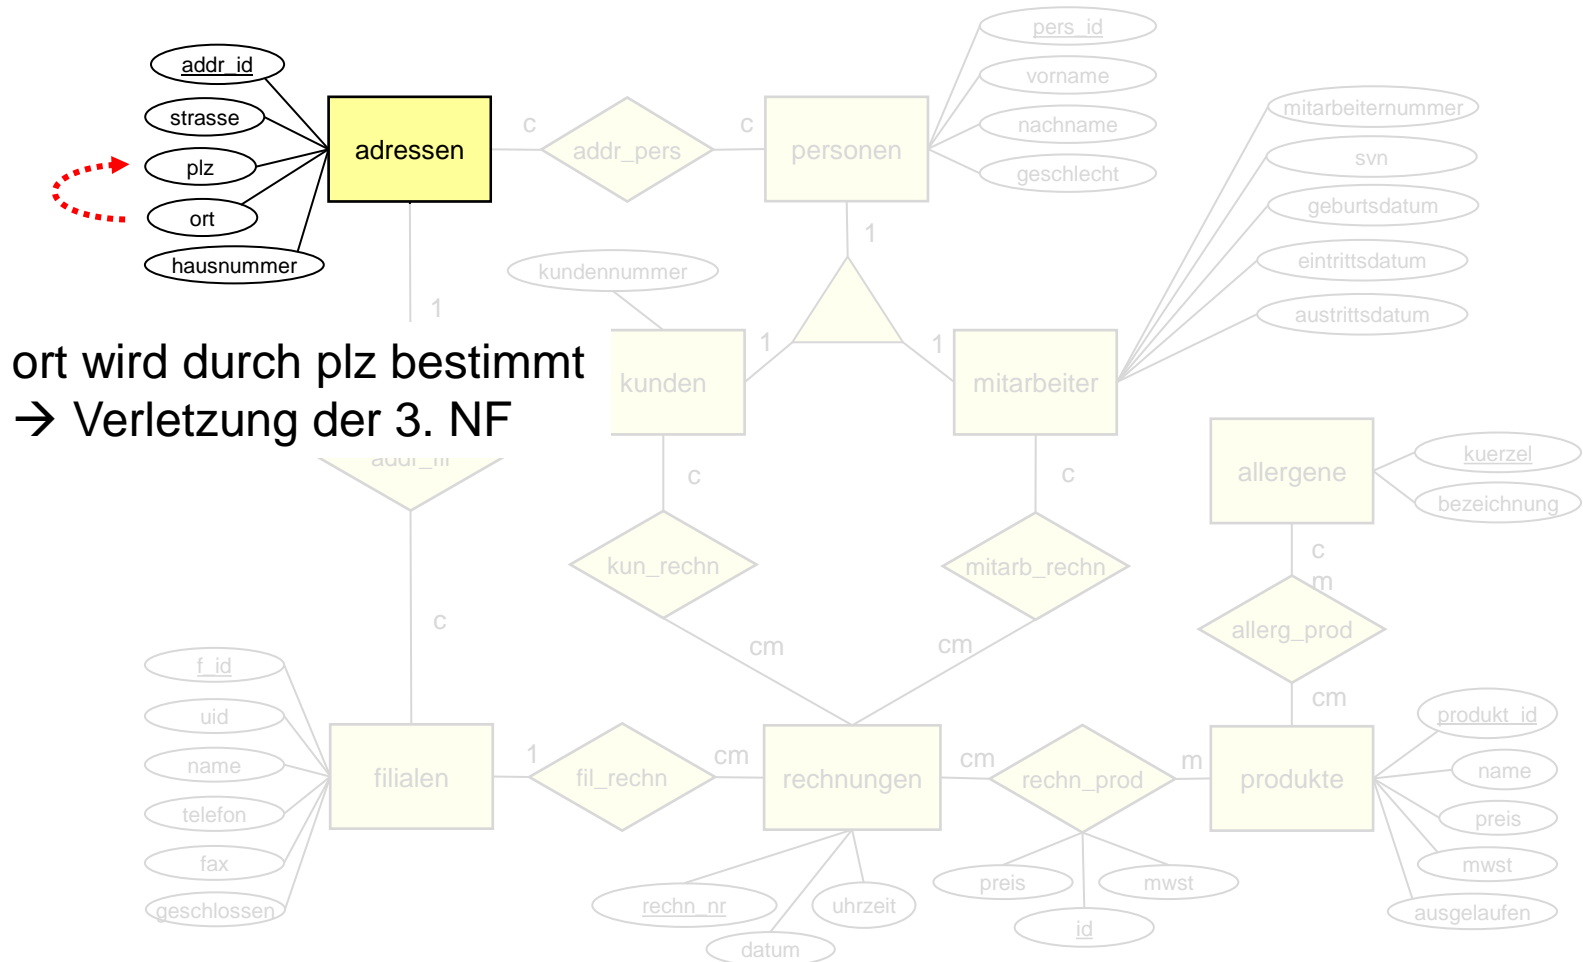 pers_id
addr_id
vorname
strasse
mitarbeiternummer
c
c
nachname
adressen
addr_pers
personen
svn
plz
geschlecht
geburtsdatum
ort
1
hausnummer
kundennummer
eintrittsdatum
1
austrittsdatum
1
1
ort wird durch plz bestimmt
→ Verletzung der 3. NF
kunden
mitarbeiter
kuerzel
addr_fil
c
c
allergene
bezeichnung
c
kun_rechn
mitarb_rechn
m
c
allerg_prod
cm
cm
f_id
cm
uid
produkt_id
1
cm
cm
m
name
filialen
fil_rechn
rechnungen
rechn_prod
produkte
name
telefon
preis
fax
mwst
preis
mwst
geschlossen
rechn_nr
uhrzeit
ausgelaufen
id
datum